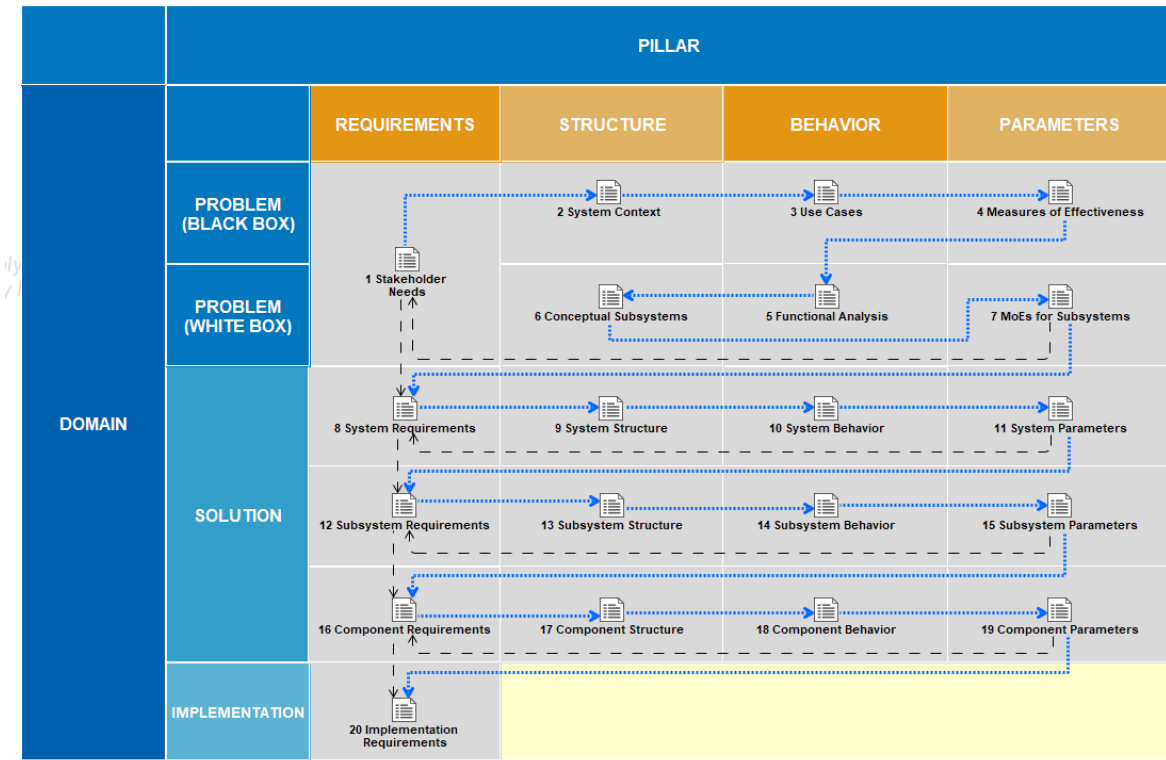 PILLAR
REQUIREMENTS
STRUCTURE
BEHAVIOR
PARAMETERS
PROBLEM
(BLACK BOX)
2 System Context
3 Use Cases
4 Measures of Effectiveness
1 Stakeholder
Needs
PROBLEM
(WHITE BOX)
6 Conceptual Subsystems
5 Functional Analysis
7 MoEs for Subsystems
DOMAIN
8 System Requirements
9 System Structure
10 System Behavior
11 System Parameters
SOLUTION
12 Subsystem Requirements
13 Subsystem Structure
14 Subsystem Behavior
15 Subsystem Parameters
16 Component Requirements
17 Component Structure
18 Component Behavior
19 Component Parameters
IMPLEMENTATION
20 Implementation
Requirements